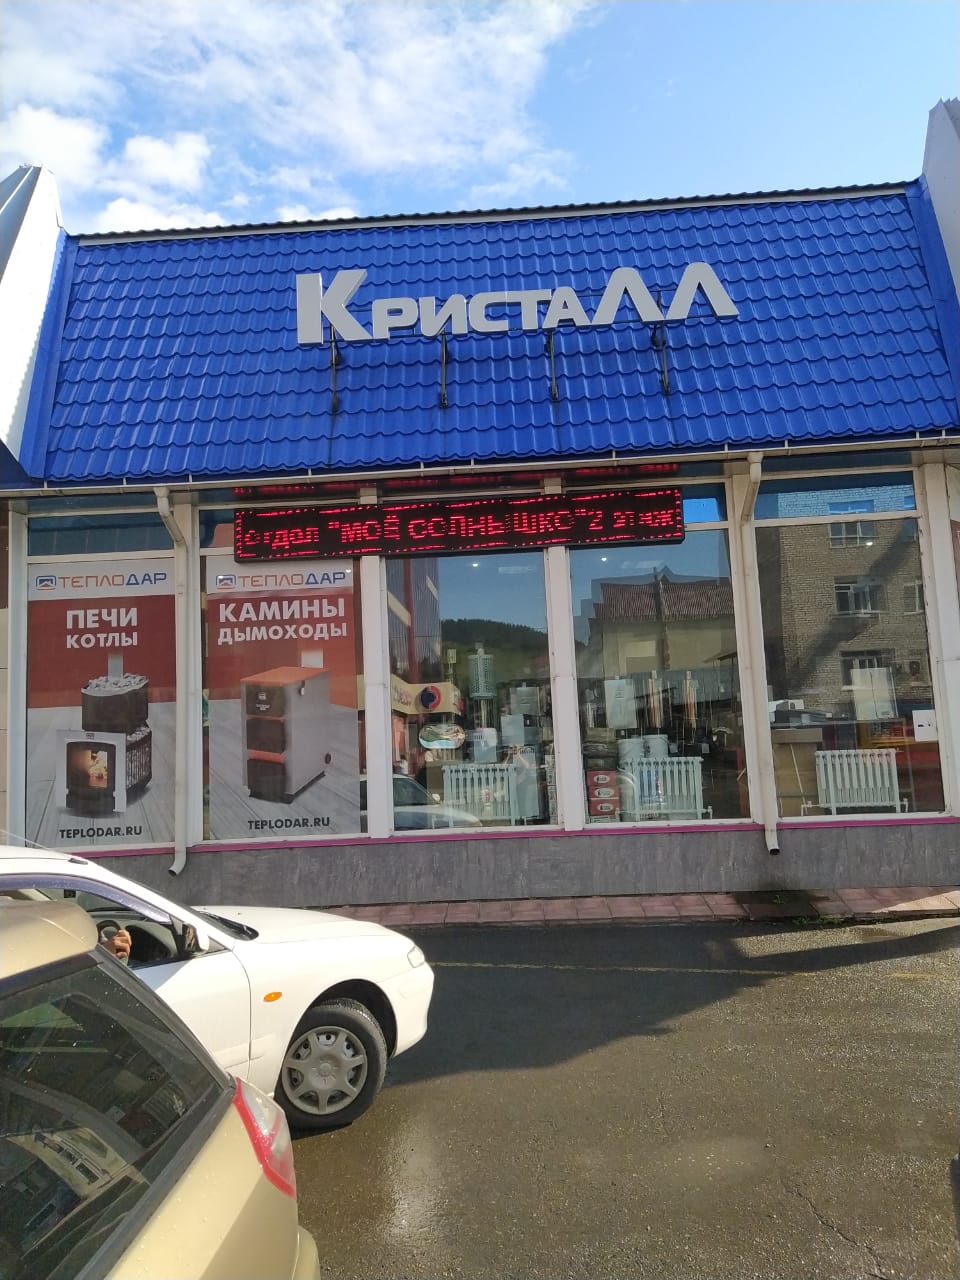 КРИСТАЛЛ
отдел "МОЁ СОЛНЫШКО" 2 этаж
ТЕПЛОДАР
ПЕЧИ
КОТЛЫ
TEPLODAR.RU
ТЕПЛОДАР
КАМИНЫ
ДЫМОХОДЫ
TEPLODAR.RU